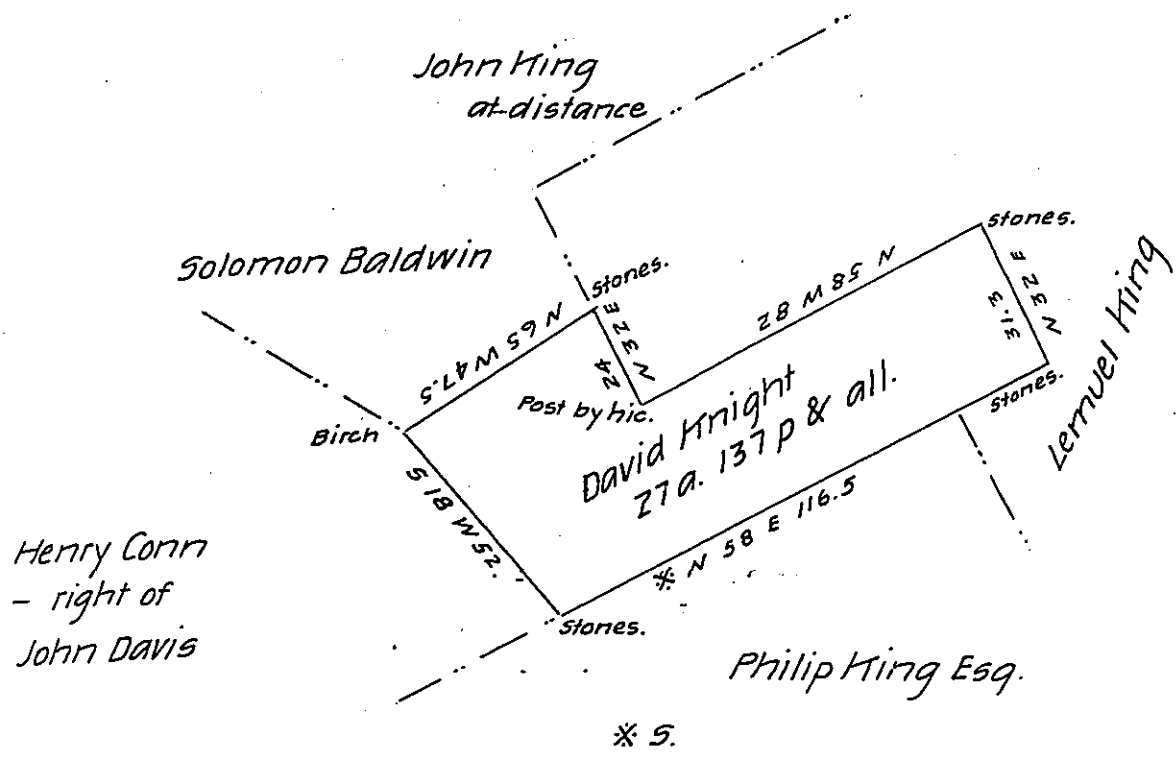 John King
at distance
Solomon Baldwin
Stones.
Stones.
N 65 W 47.5
N 32 E
24
N 58 W 82
N 32 E
31.3
Lemuel King
Birch
Post by hic.
David Knight
27 a. 137 p & all.
Stones.
S 18 W 52.
※ N 58 E 116.5
Henry Conn
- right of
John Davis
Stones.
Philip King Esq.
※ S.